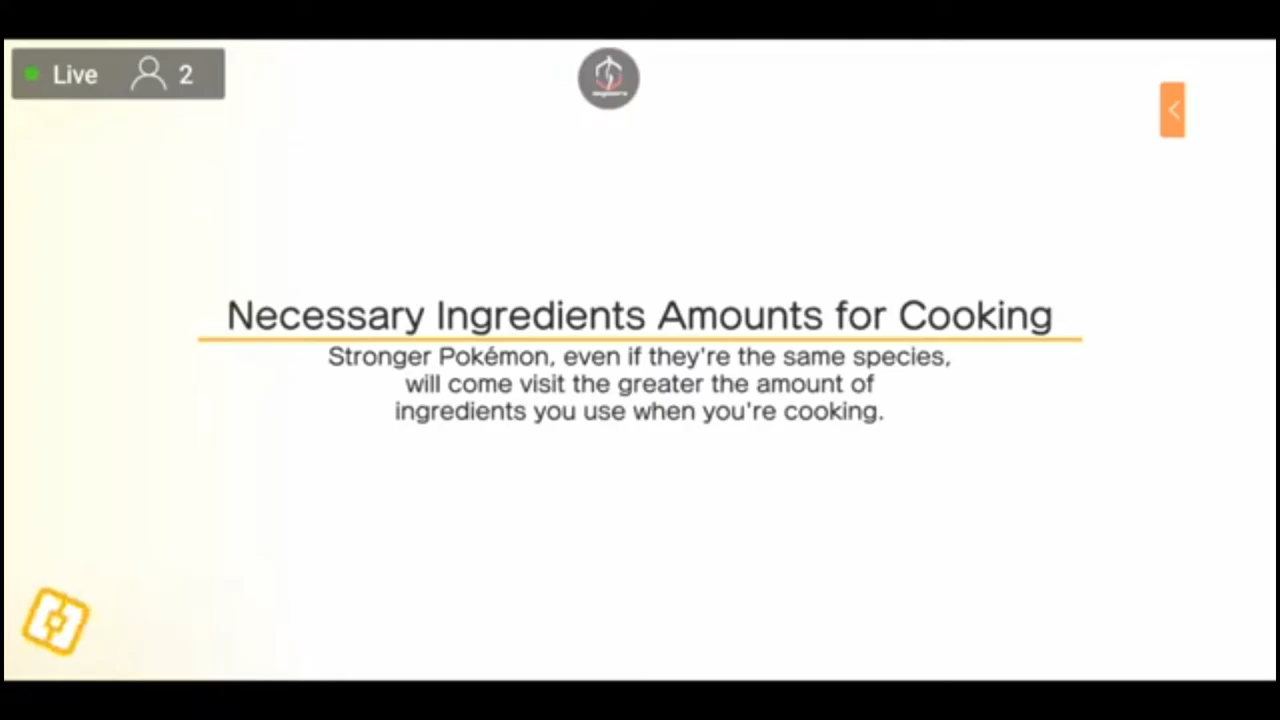 Live 2
Necessary Ingredients Amounts for Cooking
Stronger Pokémon, even if they're the same species,
will come visit the greater the amount of
ingredients you use when you're cooking.